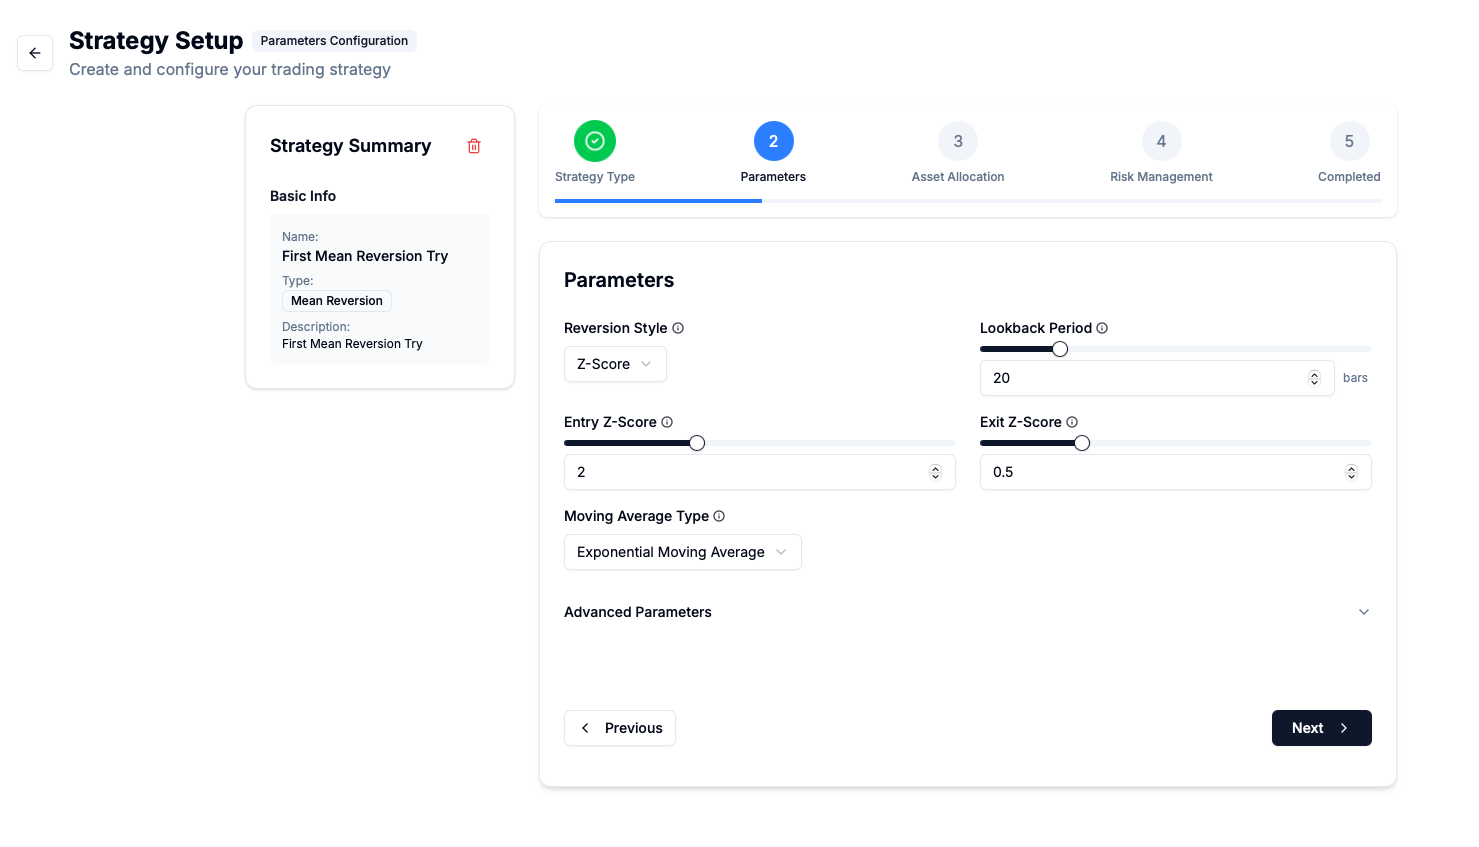 Strategy Setup
Parameters Configuration
Create and configure your trading strategy
Strategy Summary
Basic Info
Name:
First Mean Reversion Try
Type:
Mean Reversion
Description:
First Mean Reversion Try
2
3
4
5
Strategy Type
Parameters
Asset Allocation
Risk Management
Completed
Parameters
Reversion Style
Z-Score
Lookback Period
20
bars
Entry Z-Score
2
Exit Z-Score
0.5
Moving Average Type
Exponential Moving Average
Advanced Parameters
Previous
Next